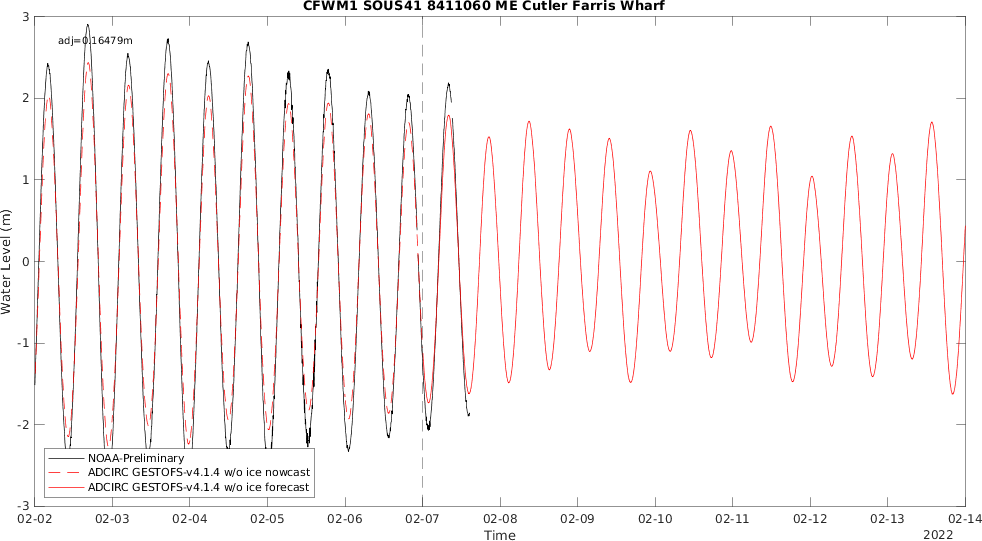 CFWM1 SOUS41 8411060 ME Cutler Farris Wharf
adj=0.16479m
3
2
1
0
-1
-2
-3
Water Level (m)
NOAA-Preliminary
ADCIRC GESTOFS-v4.1.4 w/o ice nowcast
ADCIRC GESTOFS-v4.1.4 w/o ice forecast
02-02 02-03 02-04 02-05 02-06 02-07 02-08 02-09 02-10 02-11 02-12 02-13 02-14
Time
2022